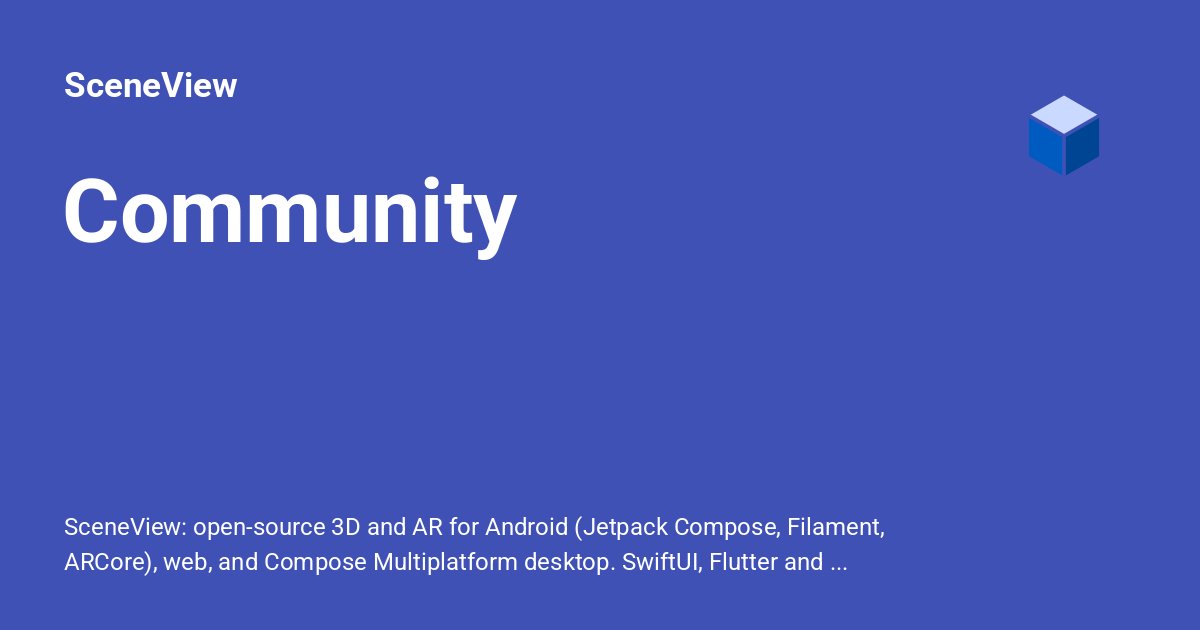 SceneView
Community
SceneView: open-source 3D and AR for Android (Jetpack Compose, Filament,
ARCore), web, and Compose Multiplatform desktop. SwiftUI, Flutter and ...